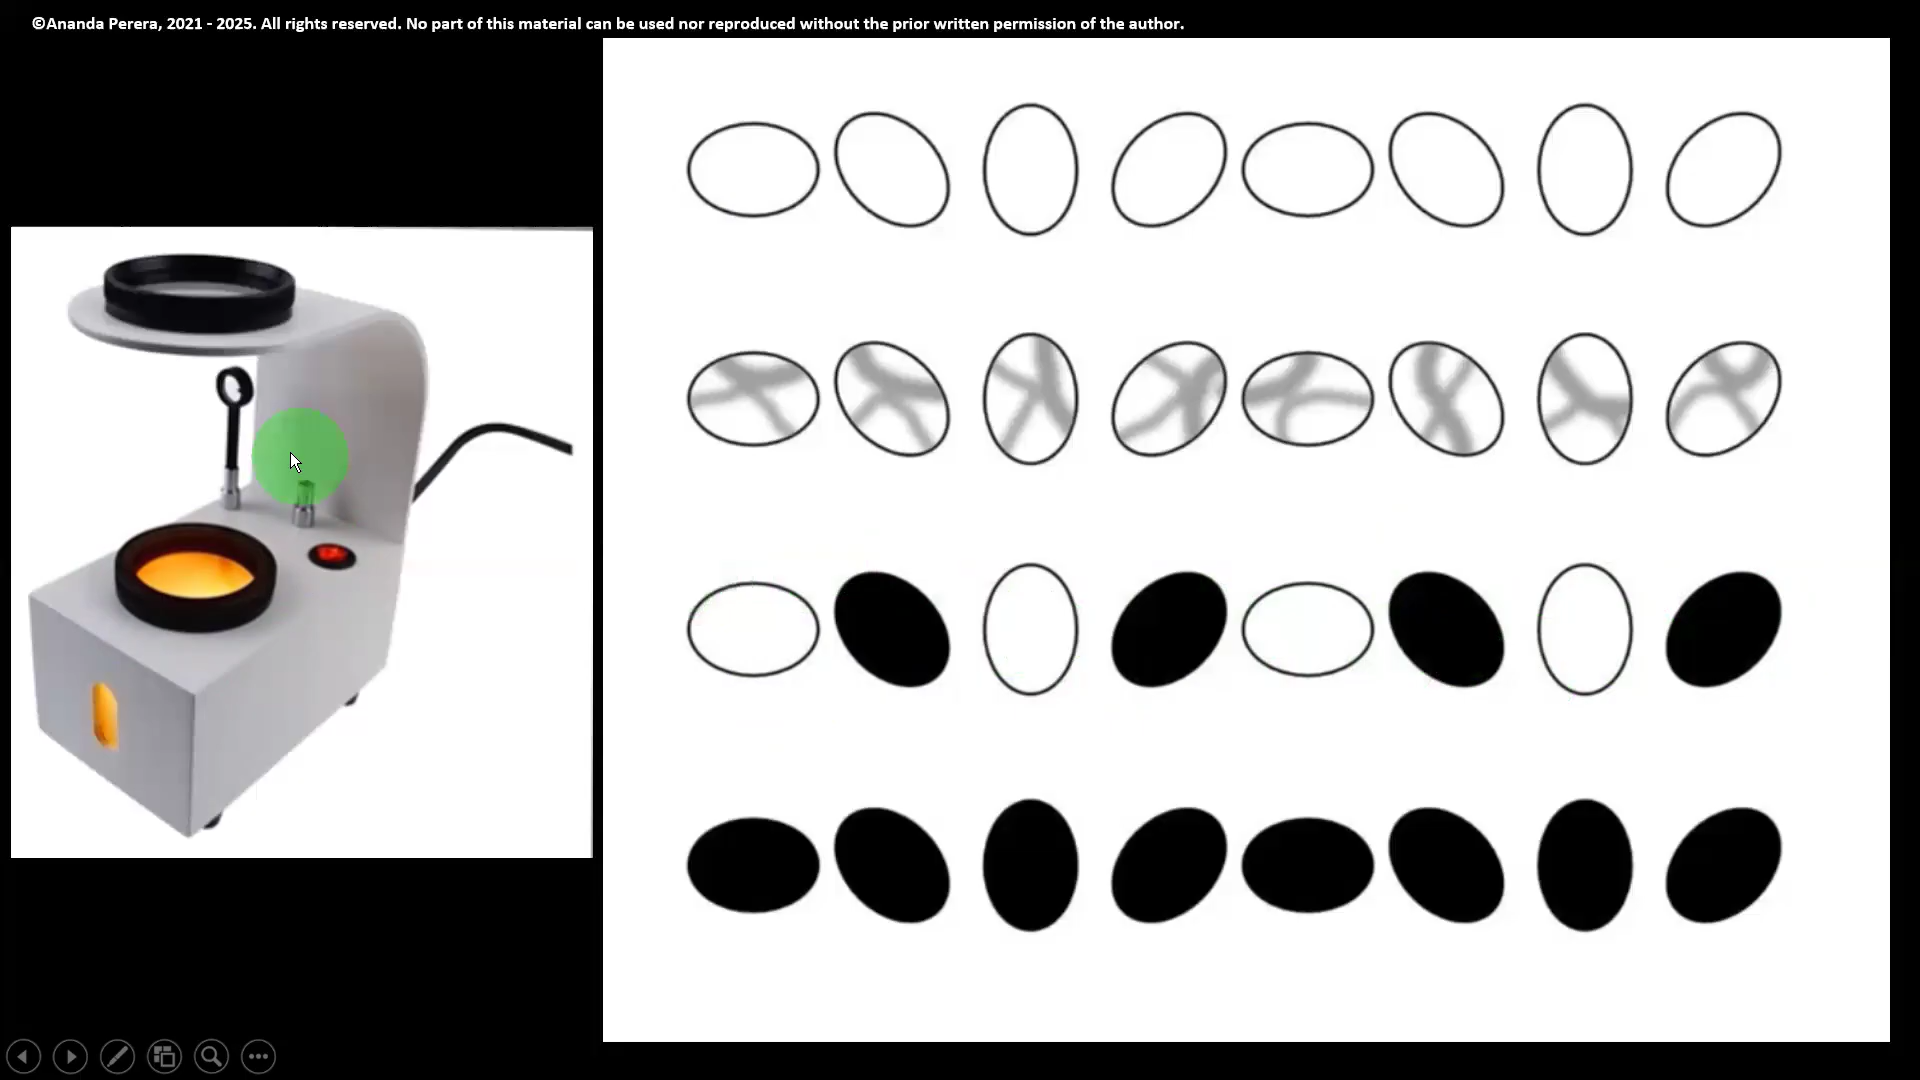 ©Ananda Perera, 2021 - 2025. All rights reserved. No part of this material can be used nor reproduced without the prior written permission of the author.